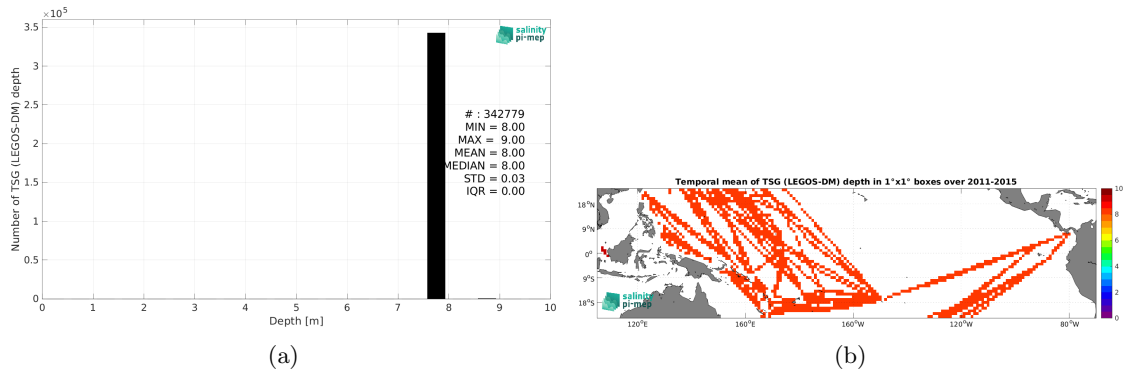 ×10⁵
3.5
3
2.5
2
1.5
1
0.5
0
Number of TSG (LEGOS-DM) depth
salinity
pi-mep
# : 342779
MIN = 8.00
MAX = 9.00
MEAN = 8.00
MEDIAN = 8.00
STD = 0.03
IQR = 0.00
0 1 2 3 4 5 6 7 8 9 10
Depth [m]
(a)
Temporal mean of TSG (LEGOS-DM) depth in 1°x1° boxes over 2011-2015
18°N
9°N
0°
9°S
18°S
salinity
pi-mep
120°E 160°E 160°W 120°W 80°W
10
8
6
4
2
0
(b)